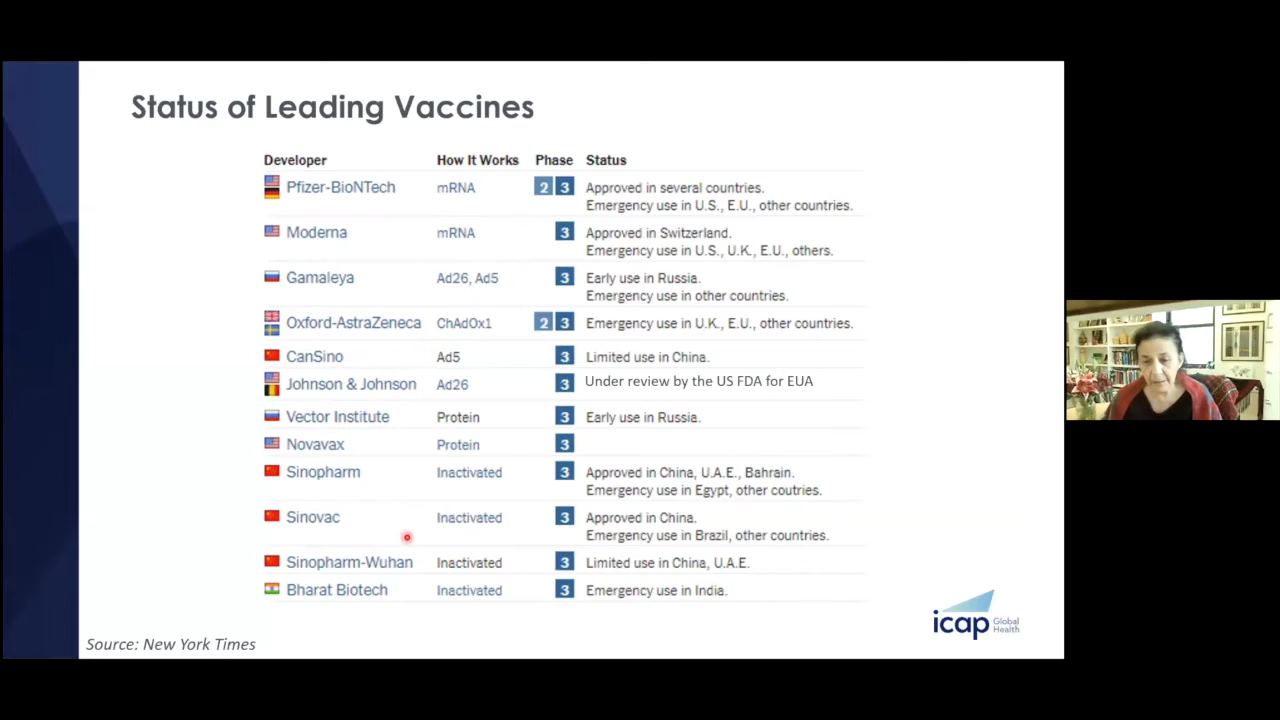 Status of Leading Vaccines
Developer How It Works Phase Status
Pfizer-BioNTech mRNA 2 3 Approved in several countries.
Emergency use in U.S., E.U., other countries.
Moderna mRNA 3 Approved in Switzerland.
Emergency use in U.S., U.K., E.U., others.
Gamaleya Ad26, Ad5 3 Early use in Russia.
Emergency use in other countries.
Oxford-AstraZeneca ChAdOx1 2 3 Emergency use in U.K., E.U., other countries.
CanSino Ad5 3 Limited use in China.
Johnson & Johnson Ad26 3 Under review by the US FDA for EUA
Vector Institute Protein 3 Early use in Russia.
Novavax Protein 3
Sinopharm Inactivated 3 Approved in China, U.A.E., Bahrain.
Emergency use in Egypt, other coutries.
Sinovac Inactivated 3 Approved in China.
Emergency use in Brazil, other countries.
Sinopharm-Wuhan Inactivated 3 Limited use in China, U.A.E.
Bharat Biotech Inactivated 3 Emergency use in India.
icap Global Health
Source: New York Times